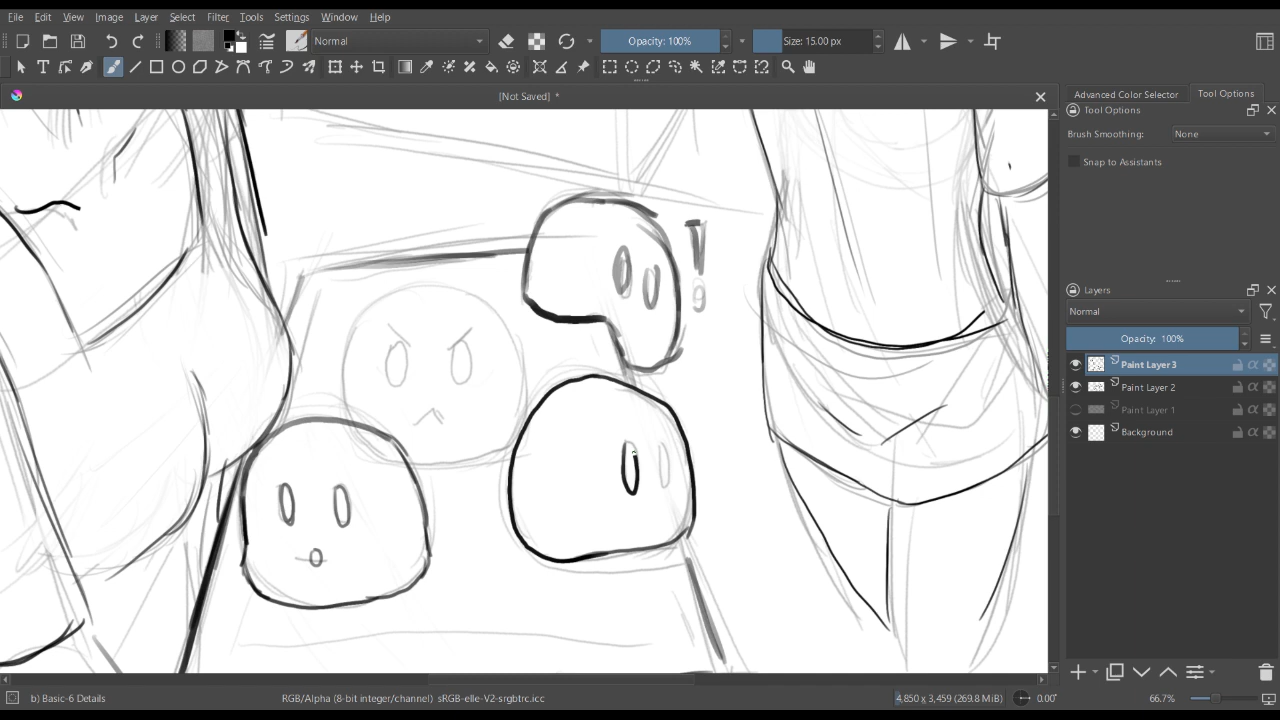 File Edit View Image Layer Select Filter Tools Settings Window Help
Normal Opacity: 100% Size: 15.00 px
[Not Saved] *
Advanced Color Selector Tool Options
Tool Options
Brush Smoothing: None
Snap to Assistants
Layers
Normal
Opacity: 100%
Paint Layer 3
Paint Layer 2
Paint Layer 1
Background
b) Basic-6 Details RGB/Alpha (8-bit integer/channel) sRGB-elle-V2-srgbtrc.icc 4,850 x 3,459 (269.8 MiB) 0.00° 66.7%